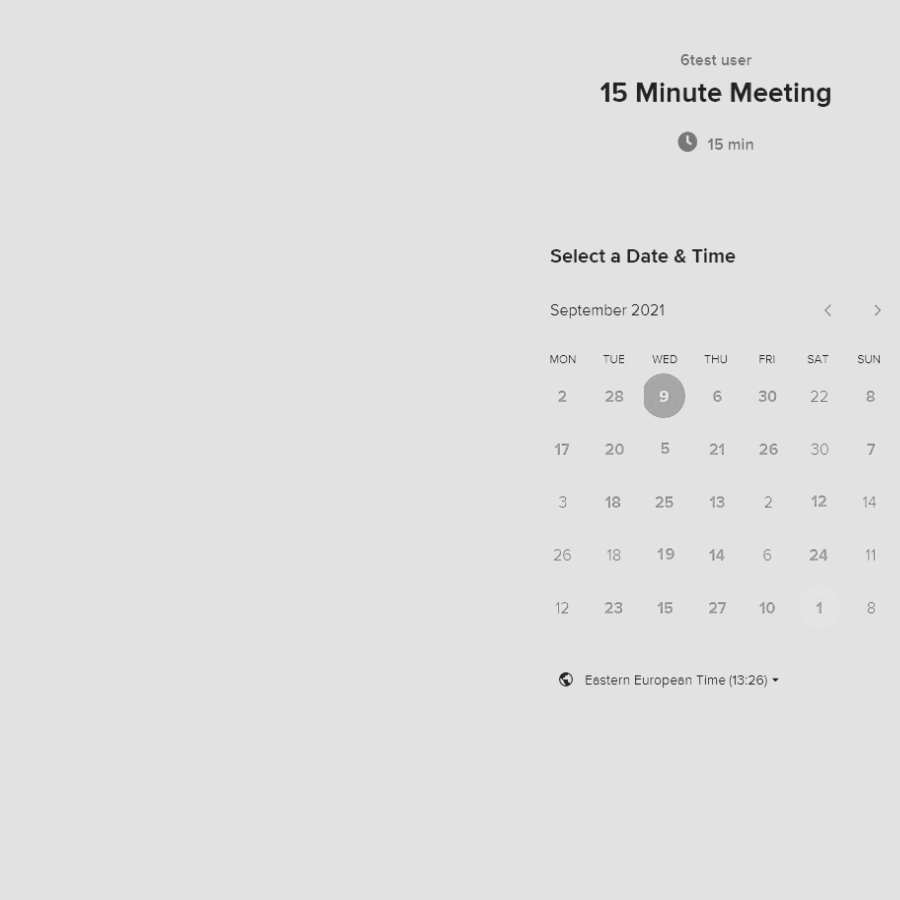 6test user
15 Minute Meeting
15 min
Select a Date & Time
September 2021
MON TUE WED THU FRI SAT SUN
2 28 9 6 30 22 8
17 20 5 21 26 30 7
3 18 25 13 2 12 14
26 18 19 14 6 24 11
12 23 15 27 10 1 8
Eastern European Time (13:26)